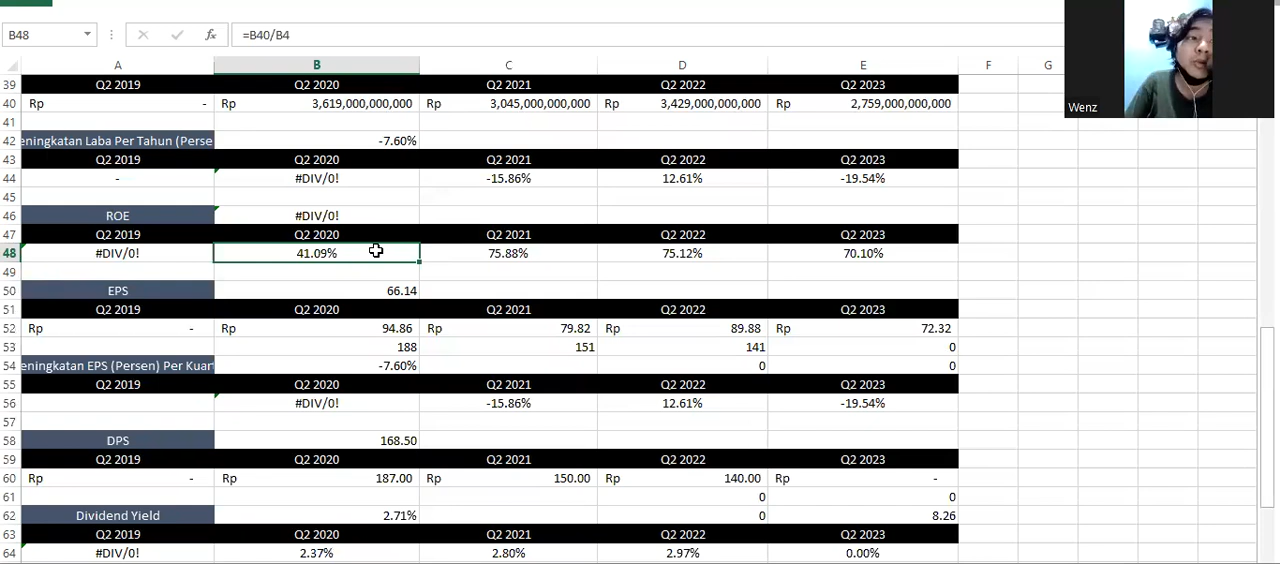 B48 fx =B40/B4
A B C D E F G
39 Q2 2019 Q2 2020 Q2 2021 Q2 2022 Q2 2023
40 Rp - Rp 3,619,000,000,000 Rp 3,045,000,000,000 Rp 3,429,000,000,000 Rp 2,759,000,000,000
41
42 eningkatan Laba Per Tahun (Perse -7.60%
43 Q2 2019 Q2 2020 Q2 2021 Q2 2022 Q2 2023
44 - #DIV/0! -15.86% 12.61% -19.54%
45
46 ROE #DIV/0!
47 Q2 2019 Q2 2020 Q2 2021 Q2 2022 Q2 2023
48 #DIV/0! 41.09% 75.88% 75.12% 70.10%
49
50 EPS 66.14
51 Q2 2019 Q2 2020 Q2 2021 Q2 2022 Q2 2023
52 Rp - Rp 94.86 Rp 79.82 Rp 89.88 Rp 72.32
53 188 151 141 0
54 eningkatan EPS (Persen) Per Kuar -7.60% 0 0
55 Q2 2019 Q2 2020 Q2 2021 Q2 2022 Q2 2023
56 #DIV/0! -15.86% 12.61% -19.54%
57
58 DPS 168.50
59 Q2 2019 Q2 2020 Q2 2021 Q2 2022 Q2 2023
60 Rp - Rp 187.00 Rp 150.00 Rp 140.00 Rp -
61 0 0
62 Dividend Yield 2.71% 0 8.26
63 Q2 2019 Q2 2020 Q2 2021 Q2 2022 Q2 2023
64 #DIV/0! 2.37% 2.80% 2.97% 0.00%
Wenz